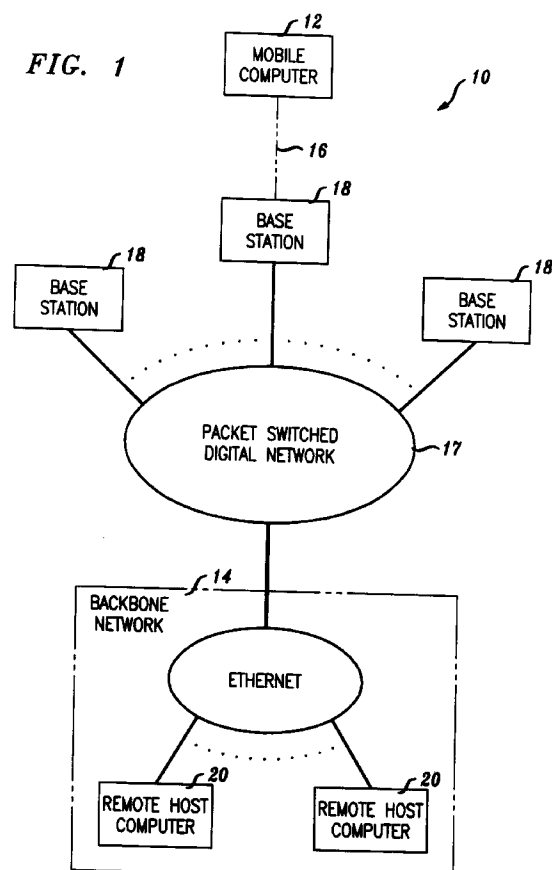 FIG. 1
12
MOBILE
COMPUTER
10
16
18
BASE
STATION
18
BASE
STATION
18
BASE
STATION
PACKET SWITCHED
DIGITAL NETWORK
17
14
BACKBONE
NETWORK
ETHERNET
20
REMOTE HOST
COMPUTER
20
REMOTE HOST
COMPUTER